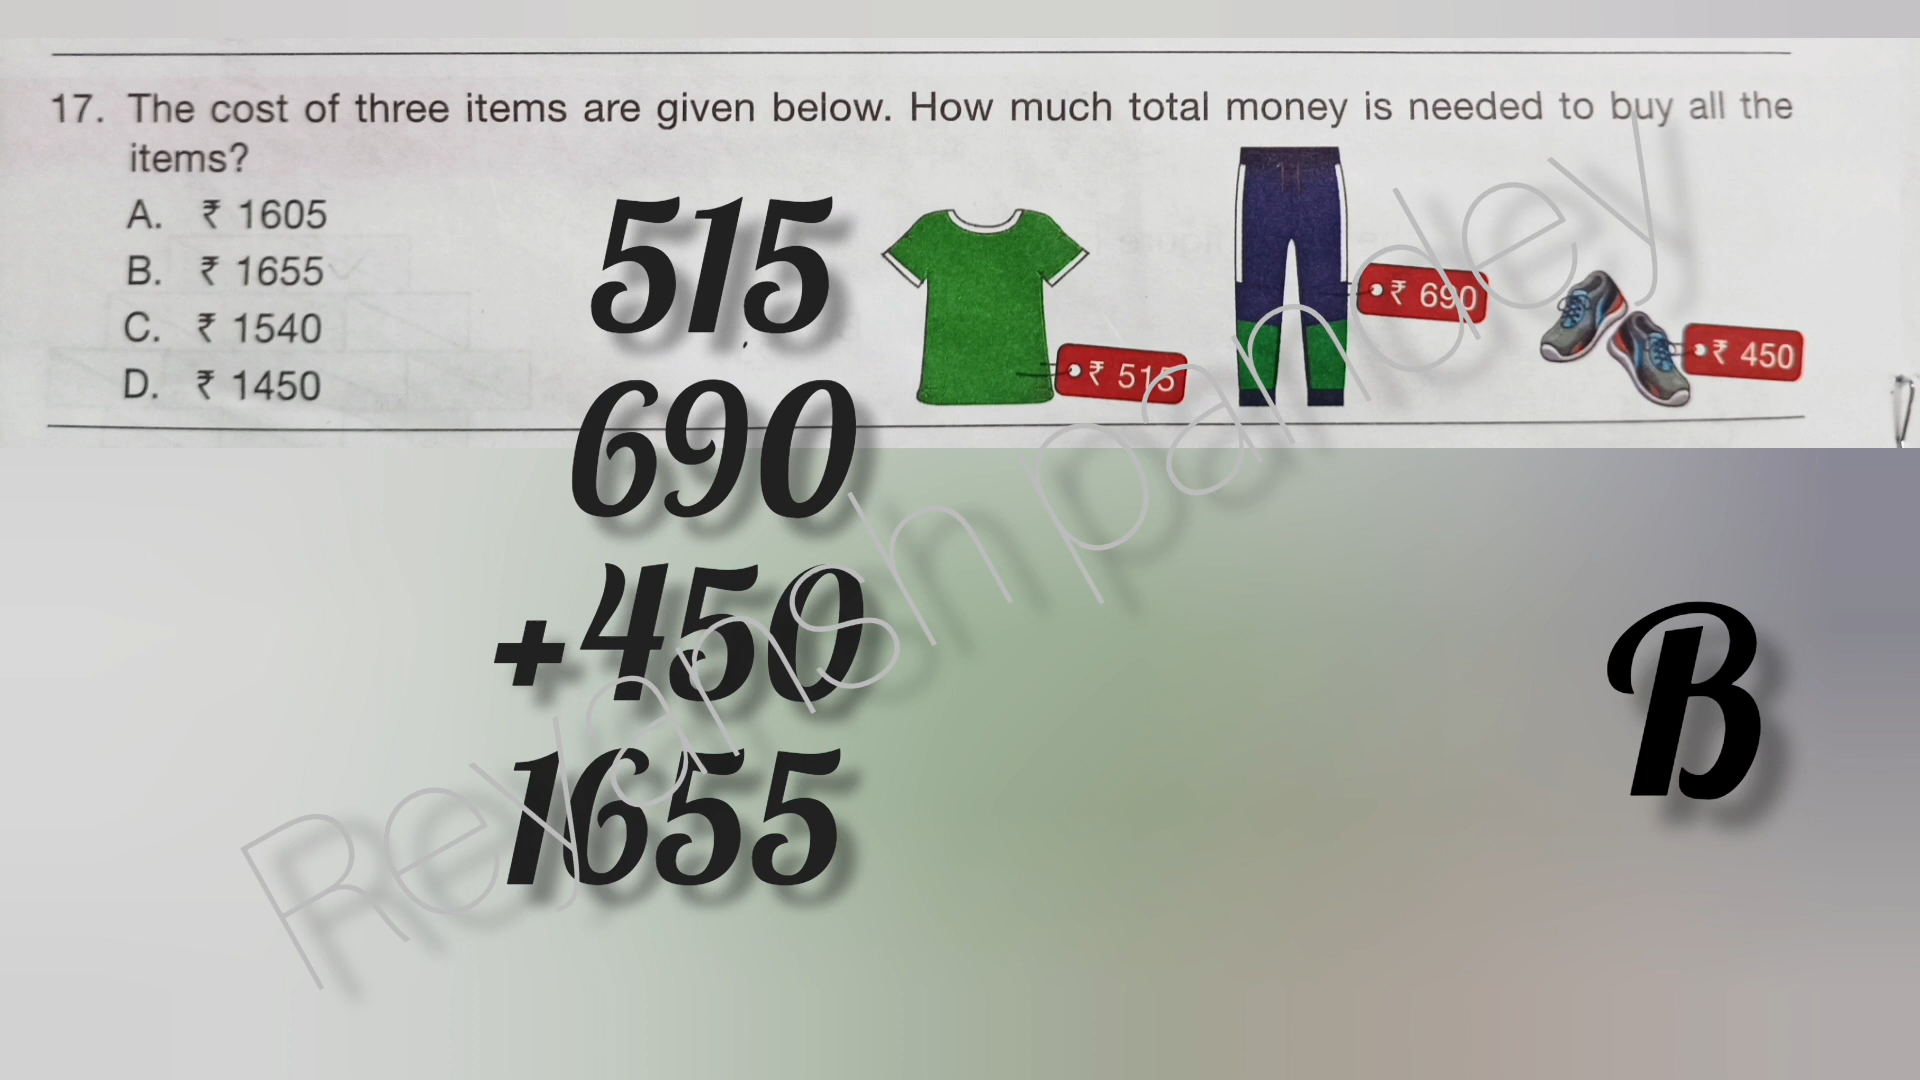 17. The cost of three items are given below. How much total money is needed to buy all the
items?
A. ₹ 1605
B. ₹ 1655
C. ₹ 1540
D. ₹ 1450
₹ 515
₹ 690
₹ 450
515
690
+450
1655
B
Reyansh pandey